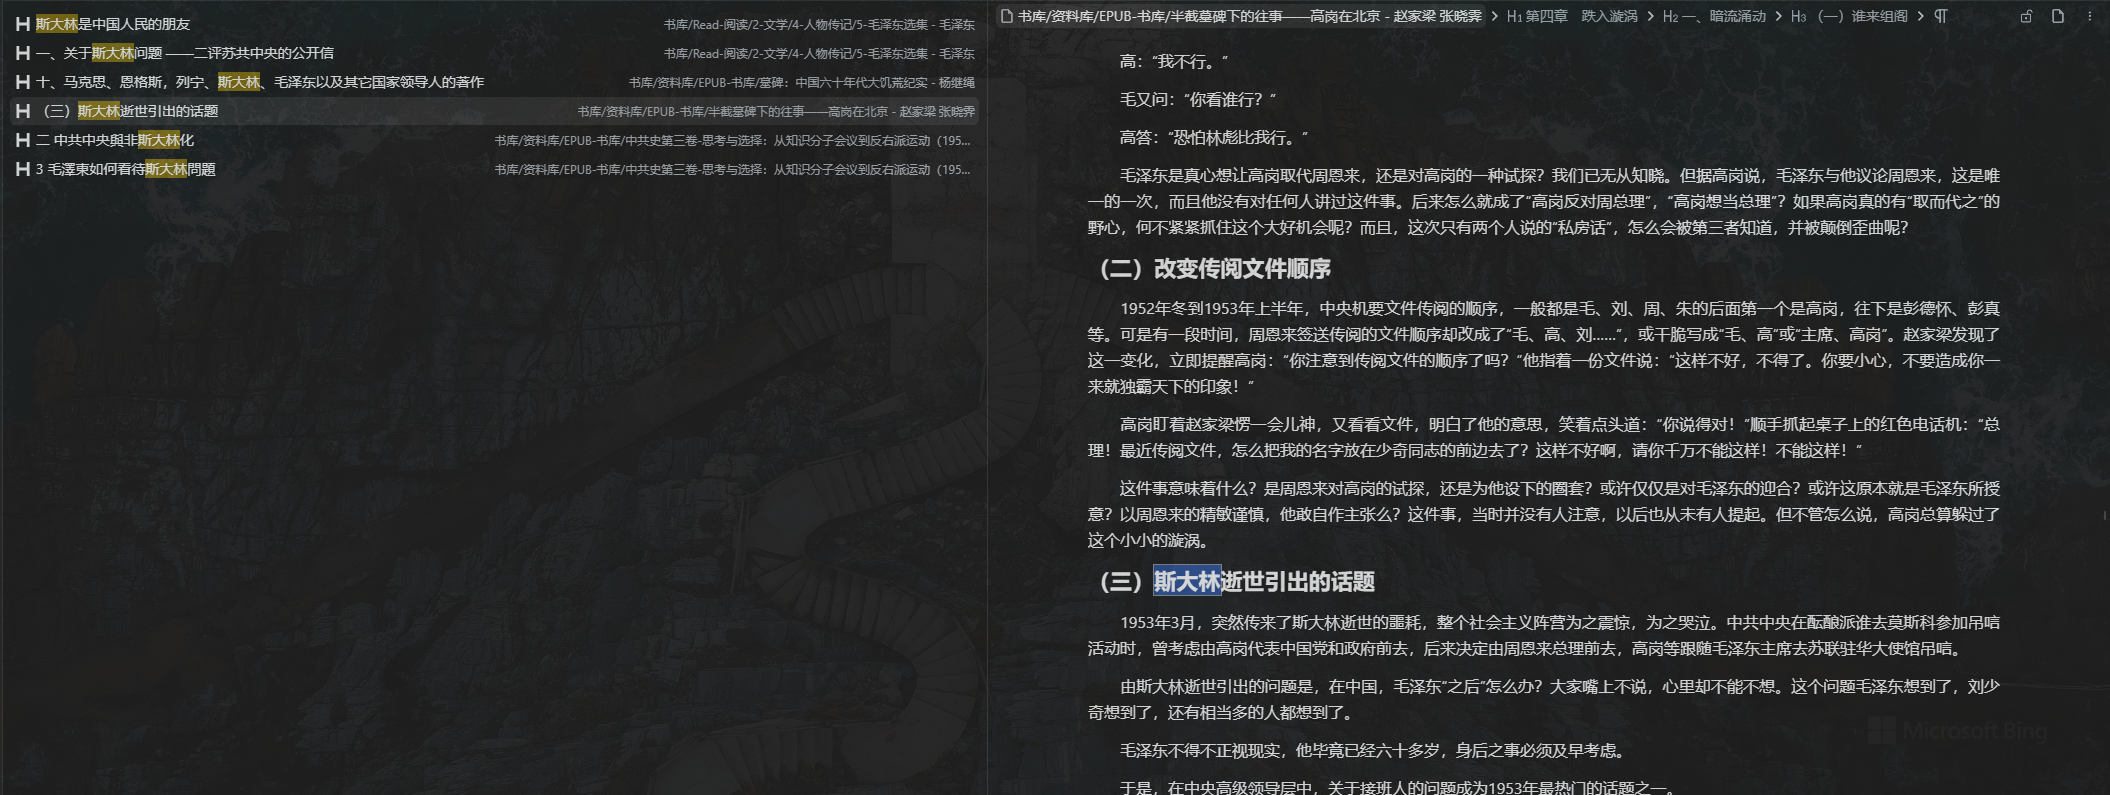 斯大林是中国人民的朋友 书库/Read-阅读/2-文学/4-人物传记/5-毛泽东选集 - 毛泽东
一、关于斯大林问题 ——二评苏共中央的公开信 书库/Read-阅读/2-文学/4-人物传记/5-毛泽东选集 - 毛泽东
十、马克思、恩格斯，列宁、斯大林、毛泽东以及其它国家领导人的著作 书库/资料库/EPUB-书库/墓碑：中国六十年代大饥荒纪实 - 杨继绳
（三）斯大林逝世引出的话题 书库/资料库/EPUB-书库/半截墓碑下的往事——高岗在北京 - 赵家梁 张晓霁
二 中共中央與非斯大林化 书库/资料库/EPUB-书库/中共史第三卷-思考与选择：从知识分子会议到反右派运动（195...
3 毛澤東如何看待斯大林問題 书库/资料库/EPUB-书库/中共史第三卷-思考与选择：从知识分子会议到反右派运动（195...
书库/资料库/EPUB-书库/半截墓碑下的往事——高岗在北京 - 赵家梁 张晓霁 > H1 第四章 跌入漩涡 > H2 一、暗流涌动 > H3 （一）谁来组阁 >
高：“我不行。”
毛又问：“你看谁行？”
高答：“恐怕林彪比我行。”
毛泽东是真心想让高岗取代周恩来，还是对高岗的一种试探？我们已无从知晓。但据高岗说，毛泽东与他议论周恩来，这是唯
一的一次，而且他没有对任何人讲过这件事。后来怎么就成了“高岗反对周总理”，“高岗想当总理”？如果高岗真的有“取而代之”的
野心，何不紧紧抓住这个大好机会呢？而且，这次只有两个人说的“私房话”，怎么会被第三者知道，并被颠倒歪曲呢？
（二）改变传阅文件顺序
1952年冬到1953年上半年，中央机要文件传阅的顺序，一般都是毛、刘、周、朱的后面第一个是高岗，往下是彭德怀、彭真
等。可是有一段时间，周恩来签送传阅的文件顺序却改成了“毛、高、刘……”，或干脆写成“毛、高”或“主席、高岗”。赵家梁发现了
这一变化，立即提醒高岗：“你注意到传阅文件的顺序了吗？”他指着一份文件说：“这样不好，不得了。你要小心，不要造成你一
来就独霸天下的印象！”
高岗盯着赵家梁愣一会儿神，又看看文件，明白了他的意思，笑着点头道：“你说得对！”顺手抓起桌子上的红色电话机：“总
理！最近传阅文件，怎么把我的名字放在少奇同志的前边去了？这样不好啊，请你千万不能这样！不能这样！”
这件事意味着什么？是周恩来对高岗的试探，还是为他设下的圈套？或许仅仅是对毛泽东的迎合？或许这原本就是毛泽东所授
意？以周恩来的精敏谨慎，他敢自作主张么？这件事，当时并没有人注意，以后也从未有人提起。但不管怎么说，高岗总算躲过了
这个小小的漩涡。
（三）斯大林逝世引出的话题
1953年3月，突然传来了斯大林逝世的噩耗，整个社会主义阵营为之震惊，为之哭泣。中共中央在酝酿派谁去莫斯科参加吊唁
活动时，曾考虑由高岗代表中国党和政府前去，后来决定由周恩来总理前去，高岗等跟随毛泽东主席去苏联驻华大使馆吊唁。
由斯大林逝世引出的问题是，在中国，毛泽东“之后”怎么办？大家嘴上不说，心里却不能不想。这个问题毛泽东想到了，刘少
奇想到了，还有相当多的人都想到了。
Microsoft Bing
毛泽东不得不正视现实，他毕竟已经六十多岁，身后之事必须及早考虑。
于是，在中央高级领导层中，关于接班人的问题成为1953年最热门的话题之一。